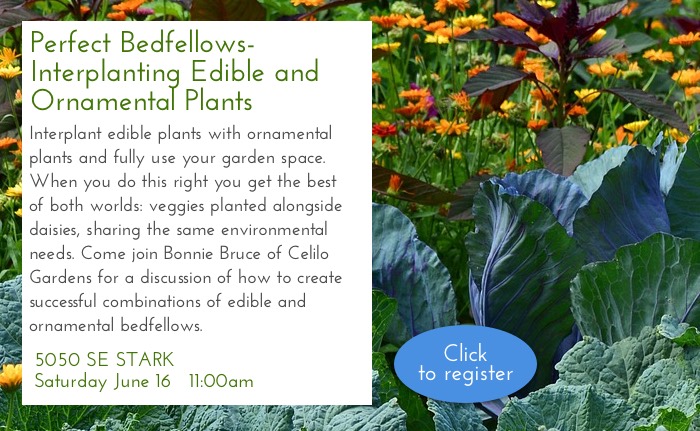 Perfect Bedfellows-
Interplanting Edible and
Ornamental Plants
Interplant edible plants with ornamental
plants and fully use your garden space.
When you do this right you get the best
of both worlds: veggies planted alongside
daisies, sharing the same environmental
needs. Come join Bonnie Bruce of Celilo
Gardens for a discussion of how to create
successful combinations of edible and
ornamental bedfellows.
5050 SE STARK
Saturday June 16 11:00am
Click
to register